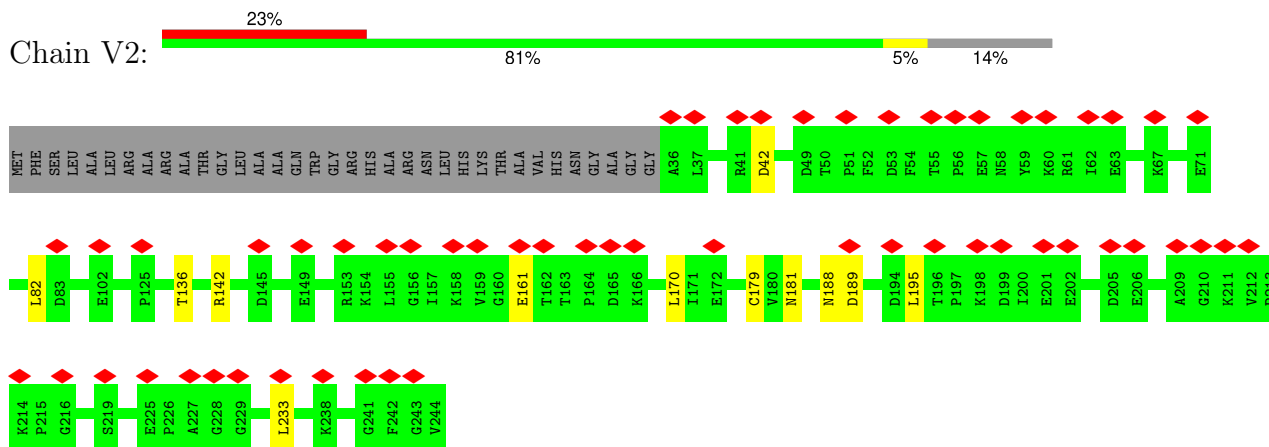 23%
Chain V2:
81% 5% 14%
MET PHE SER LEU ALA LEU ARG ALA ARG ALA THR GLY LEU ALA ALA GLN TRP GLY ARG HIS ALA ARG ASN LEU HIS LYS THR ALA VAL HIS ASN GLY ALA GLY GLY A36 L37 R41 D42 D49 T50 P51 F52 D53 F54 T55 P56 E57 N58 Y59 K60 R61 I62 E63 K67 E71
L82 D83 E102 P125 T136 R142 D145 E149 R153 K154 L155 G156 I157 K158 V159 G160 E161 T162 T163 P164 D165 K166 L170 I171 E172 C179 V180 N181 N188 D189 D194 L195 T196 P197 K198 D199 I200 E201 E202 D205 E206 A209 G210 K211 V212
K214 P215 G216 S219 E225 P226 A227 G228 G229 L233 K238 G241 F242 G243 V244